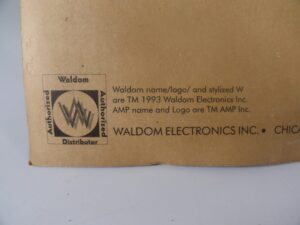 Waldom
Authorized
Authorized
Distributor
Waldom name/logo/ and stylized W
are TM 1993 Waldom Electronics Inc.
AMP name and Logo are TM AMP Inc.
WALDOM ELECTRONICS INC. • CHICA